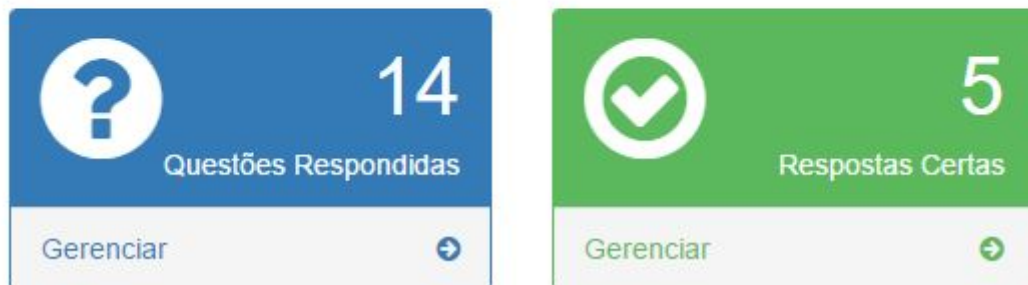 14
Questões Respondidas
Gerenciar
5
Respostas Certas
Gerenciar